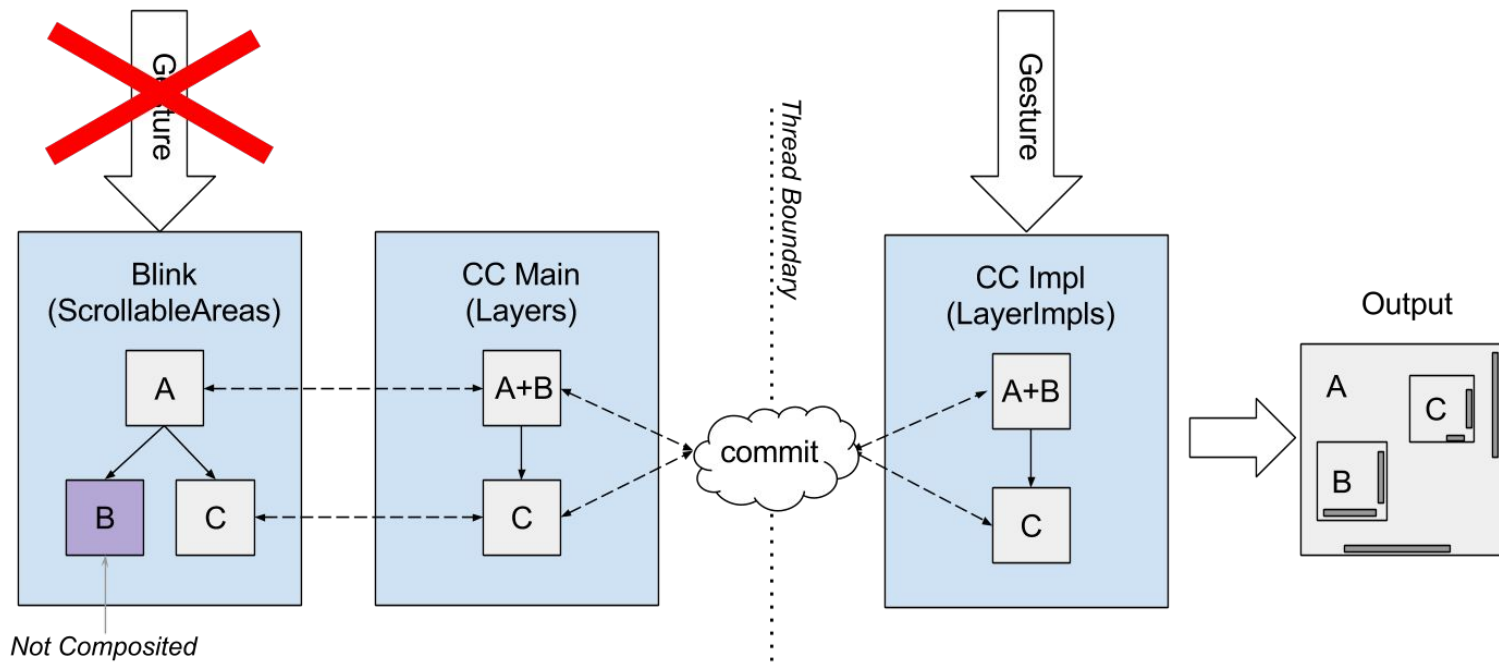 Gesture
Thread Boundary
Gesture
Blink
(ScrollableAreas)
A
B
C
Not Composited
CC Main
(Layers)
A+B
C
commit
CC Impl
(LayerImpls)
A+B
C
Output
A
C
B